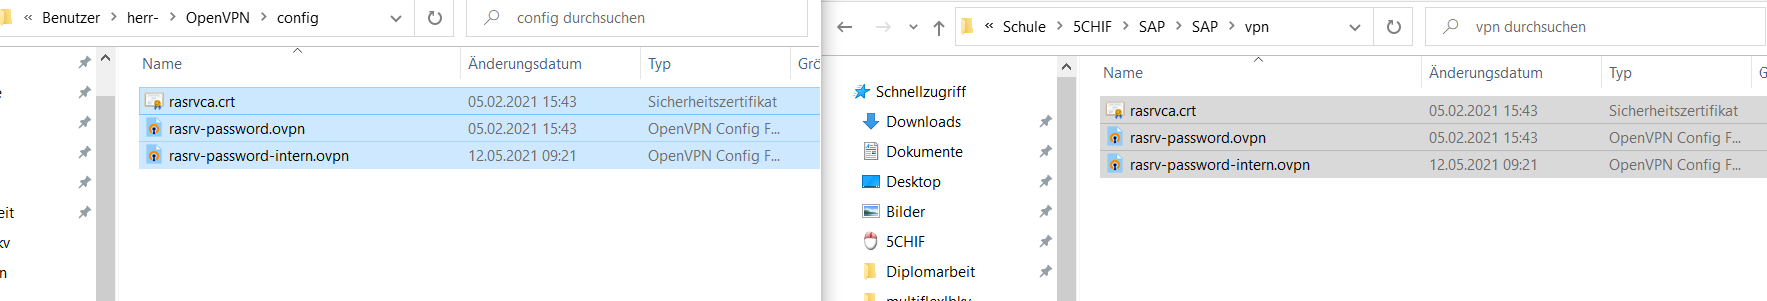 « Benutzer > herr- > OpenVPN > config
config durchsuchen
Name Änderungsdatum Typ Grö
rasrvca.crt 05.02.2021 15:43 Sicherheitszertifikat
rasrv-password.ovpn 05.02.2021 15:43 OpenVPN Config F...
rasrv-password-intern.ovpn 12.05.2021 09:21 OpenVPN Config F...
e
eit
kv
n
« Schule > 5CHIF > SAP > SAP > vpn
vpn durchsuchen
Schnellzugriff
Downloads
Dokumente
Desktop
Bilder
5CHIF
Diplomarbeit
multiflexlbkv
Name Änderungsdatum Typ G
rasrvca.crt 05.02.2021 15:43 Sicherheitszertifikat
rasrv-password.ovpn 05.02.2021 15:43 OpenVPN Config F...
rasrv-password-intern.ovpn 12.05.2021 09:21 OpenVPN Config F...